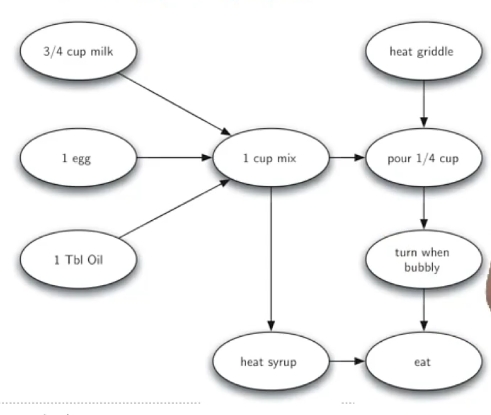 3/4 cup milk
heat griddle
1 egg
1 cup mix
pour 1/4 cup
1 Tbl Oil
turn when
bubbly
heat syrup
eat